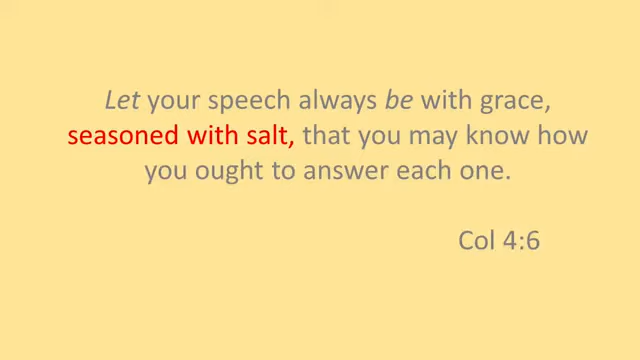 Let your speech always be with grace,
seasoned with salt, that you may know how
you ought to answer each one.
Col 4:6